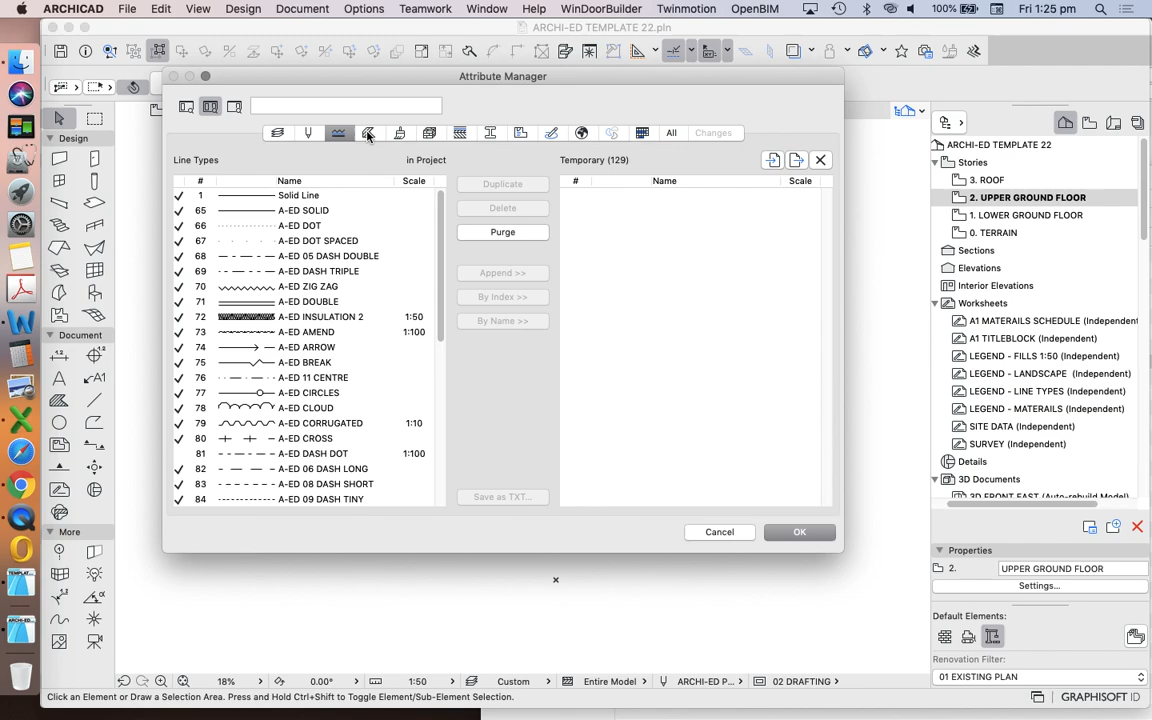 ARCHICAD File Edit View Design Document Options Teamwork Window Help WinDoorBuilder Twinmotion OpenBIM 100% Fri 1:25 pm
ARCHI-ED TEMPLATE 22.pln
Attribute Manager
All Changes
Line Types in Project
# Name Scale
1 Solid Line
65 A-ED SOLID
66 A-ED DOT
67 A-ED DOT SPACED
68 A-ED 05 DASH DOUBLE
69 A-ED DASH TRIPLE
70 A-ED ZIG ZAG
71 A-ED DOUBLE
72 A-ED INSULATION 2 1:50
73 A-ED AMEND 1:100
74 A-ED ARROW
75 A-ED BREAK
76 A-ED 11 CENTRE
77 A-ED CIRCLES
78 A-ED CLOUD
79 A-ED CORRUGATED 1:10
80 A-ED CROSS
81 A-ED DASH DOT 1:100
82 A-ED 06 DASH LONG
83 A-ED 08 DASH SHORT
84 A-ED 09 DASH TINY
Duplicate
Delete
Purge
Append >>
By Index >>
By Name >>
Save as TXT...
Temporary (129)
# Name Scale
Cancel OK
Design
Document
A1
More
ARCHI-ED TEMPLATE 22
Stories
3. ROOF
2. UPPER GROUND FLOOR
1. LOWER GROUND FLOOR
0. TERRAIN
Sections
Elevations
Interior Elevations
Worksheets
A1 MATERAILS SCHEDULE (Independent
A1 TITLEBLOCK (Independent)
LEGEND - FILLS 1:50 (Independent)
LEGEND - LANDSCAPE (Independent)
LEGEND - LINE TYPES (Independent)
LEGEND - MATERAILS (Independent)
SITE DATA (Independent)
SURVEY (Independent)
Details
3D Documents
3D FRONT EAST (Auto-rebuild Model)
Properties
2. UPPER GROUND FLOOR
Settings...
Default Elements:
Renovation Filter:
01 EXISTING PLAN
18% 0.00° 1:50 Custom Entire Model ARCHI-ED P... 02 DRAFTING
Click an Element or Draw a Selection Area. Press and Hold Ctrl+Shift to Toggle Element/Sub-Element Selection.
GRAPHISOFT ID